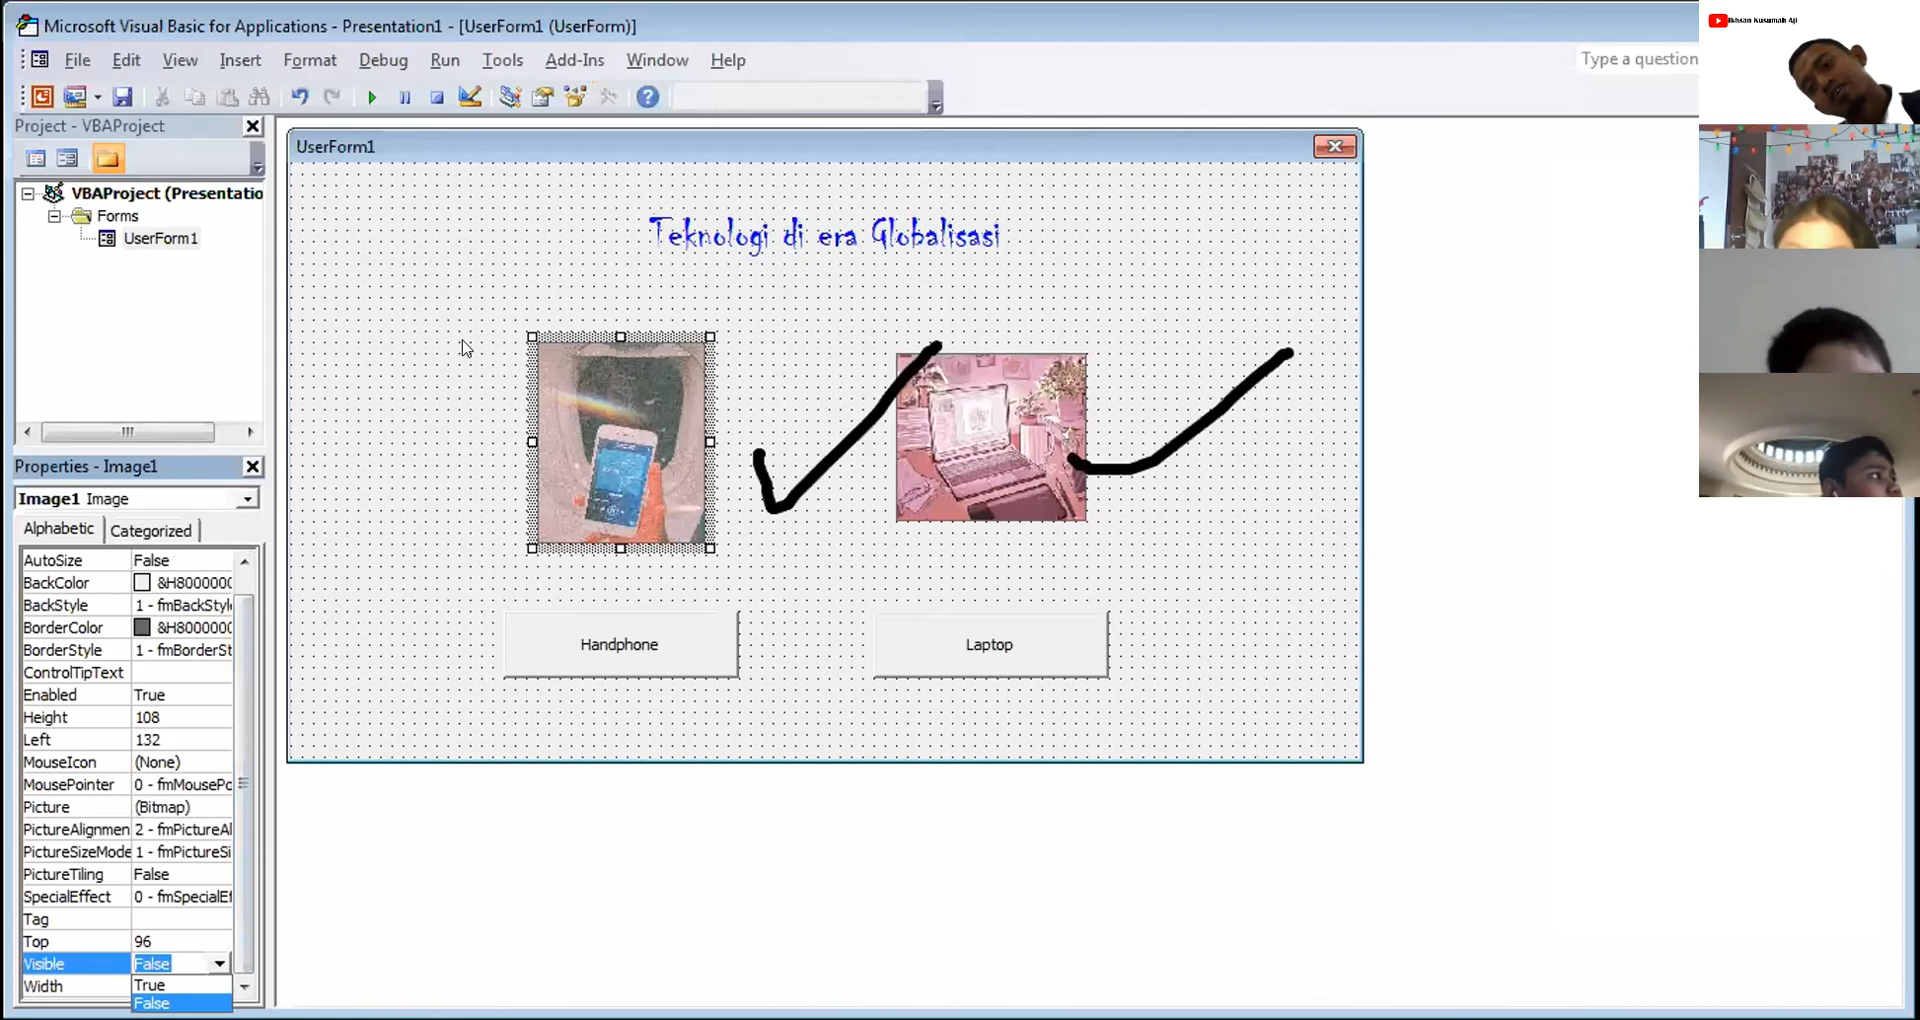 Microsoft Visual Basic for Applications - Presentation1 - [UserForm1 (UserForm)]
Ikhsan Kusumah Aji
File Edit View Insert Format Debug Run Tools Add-Ins Window Help
Type a question
Project - VBAProject
VBAProject (Presentatio
Forms
UserForm1
UserForm1
Teknologi di era Globalisasi
Handphone
Laptop
Properties - Image1
Image1 Image
Alphabetic Categorized
AutoSize False
BackColor &H8000000
BackStyle 1 - fmBackStyl
BorderColor &H8000000
BorderStyle 1 - fmBorderSt
ControlTipText
Enabled True
Height 108
Left 132
MouseIcon (None)
MousePointer 0 - fmMousePo
Picture (Bitmap)
PictureAlignmen 2 - fmPictureAl
PictureSizeMode 1 - fmPictureSi
PictureTiling False
SpecialEffect 0 - fmSpecialEf
Tag
Top 96
Visible False
Width True
False